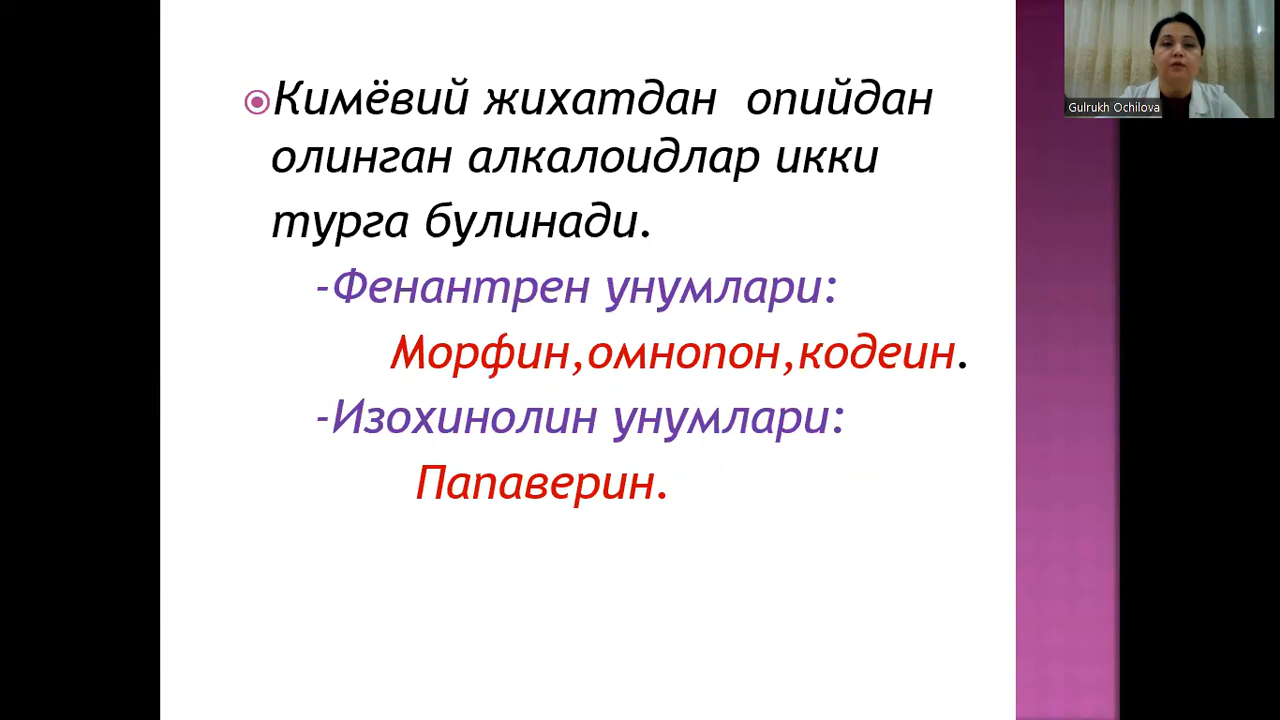 Кимёвий жихатдан опийдан
олинган алкалоидлар икки
турга булинади.
-Фенантрен унумлари:
Морфин,омнопон,кодеин.
-Изохинолин унумлари:
Папаверин.
Gulrukh Ochilova